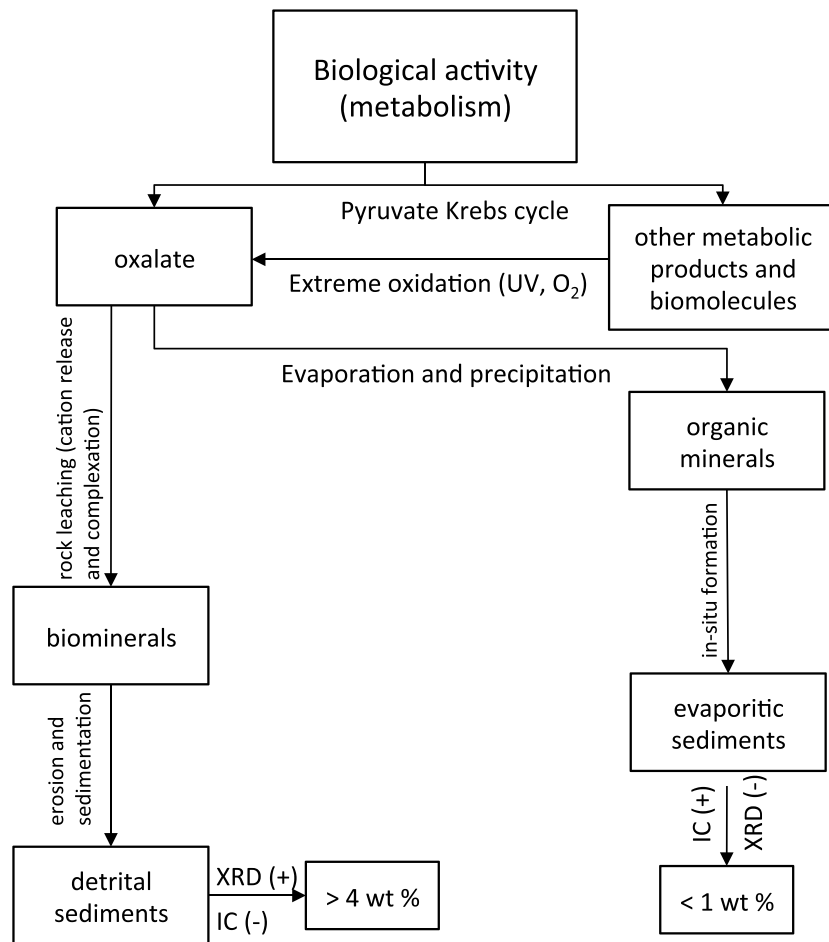 Biological activity
(metabolism)
Pyruvate Krebs cycle
oxalate
other metabolic
products and
biomolecules
Extreme oxidation (UV, O₂)
Evaporation and precipitation
rock leaching (cation release
and complexation)
organic
minerals
in-situ formation
biominerals
erosion and
sedimentation
evaporitic
sediments
IC (+)
XRD (-)
detrital
sediments
XRD (+)
IC (-)
> 4 wt %
< 1 wt %